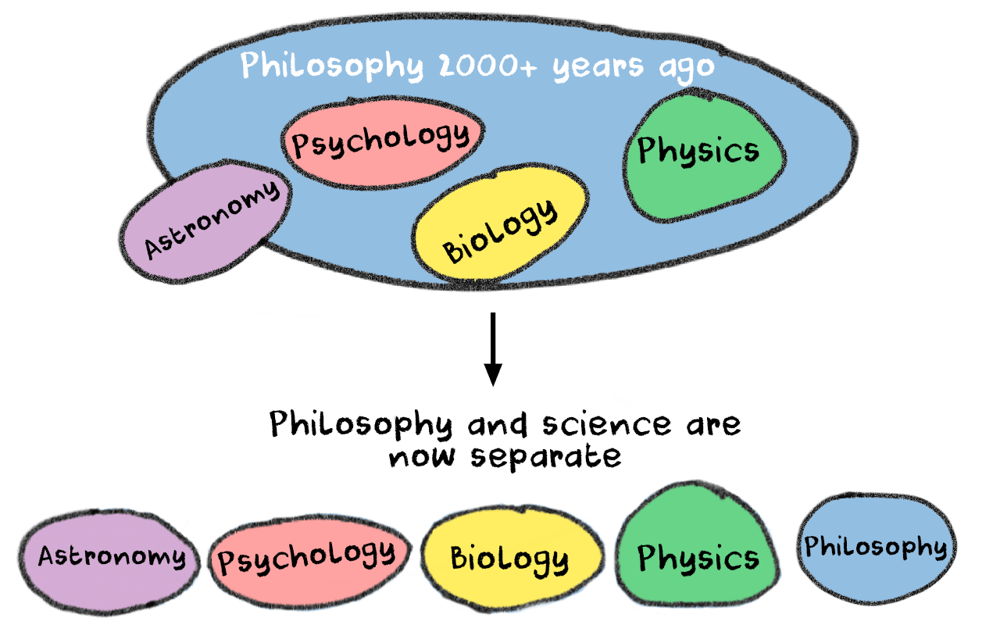 Philosophy 2000+ years ago
Psychology
Physics
Astronomy
Biology
Philosophy and science are
now separate
Astronomy
Psychology
Biology
Physics
Philosophy